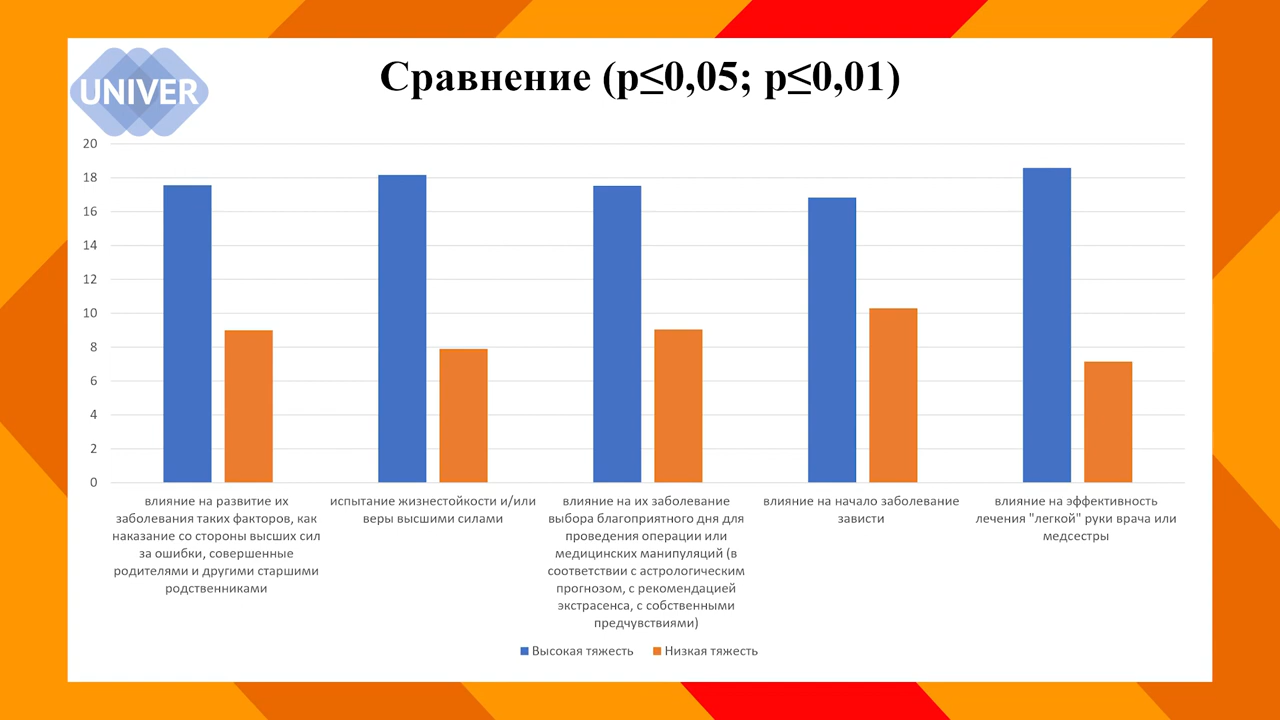 UNIVER
Сравнение (p≤0,05; p≤0,01)
20
18
16
14
12
10
8
6
4
2
0
влияние на развитие их
заболевания таких факторов, как
наказание со стороны высших сил
за ошибки, совершенные
родителями и другими старшими
родственниками
испытание жизнестойкости и/или
веры высшими силами
влияние на их заболевание
выбора благоприятного дня для
проведения операции или
медицинских манипуляций (в
соответствии с астрологическим
прогнозом, с рекомендацией
экстрасенса, с собственными
предчувствиями)
влияние на начало заболевание
зависти
влияние на эффективность
лечения "легкой" руки врача или
медсестры
Высокая тяжесть
Низкая тяжесть